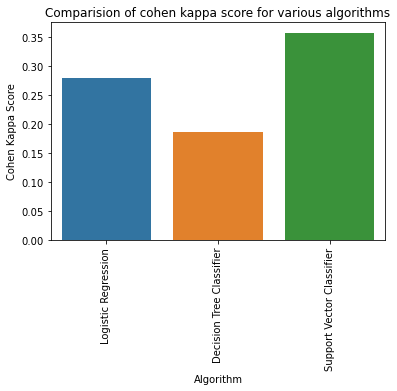 Comparision of cohen kappa score for various algorithms
Cohen Kappa Score
0.35
0.30
0.25
0.20
0.15
0.10
0.05
0.00
Logistic Regression
Decision Tree Classifier
Support Vector Classifier
Algorithm